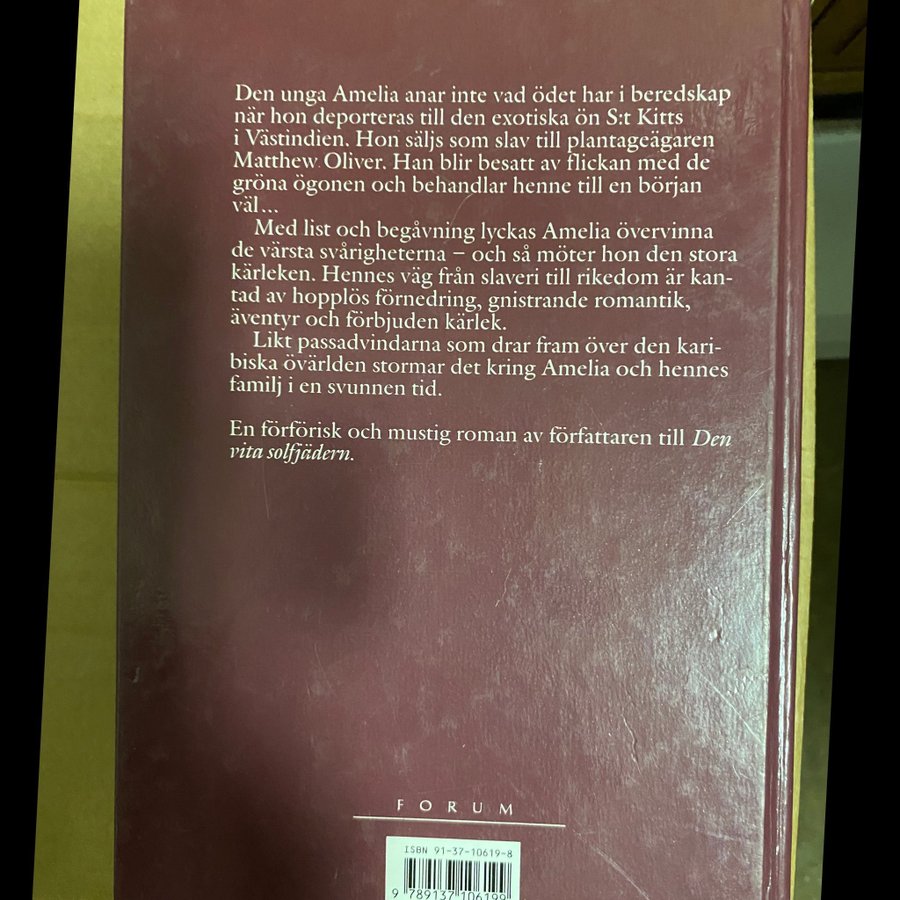 Den unga Amelia anar inte vad ödet har i beredskap
när hon deporteras till den exotiska ön S:t Kitts
i Västindien. Hon säljs som slav till plantageägaren
Matthew Oliver. Han blir besatt av flickan med de
gröna ögonen och behandlar henne till en början
väl...
Med list och begåvning lyckas Amelia övervinna
de värsta svårigheterna – och så möter hon den stora
kärleken. Hennes väg från slaveri till rikedom är kan-
tad av hopplös förnedring, gnistrande romantik,
äventyr och förbjuden kärlek.
Likt passadvindarna som drar fram över den kari-
biska övärlden stormar det kring Amelia och hennes
familj i en svunnen tid.
En förförisk och mustig roman av författaren till Den
vita solfjädern.
FORUM
ISBN 91-37-10619-8
9 789137 106199